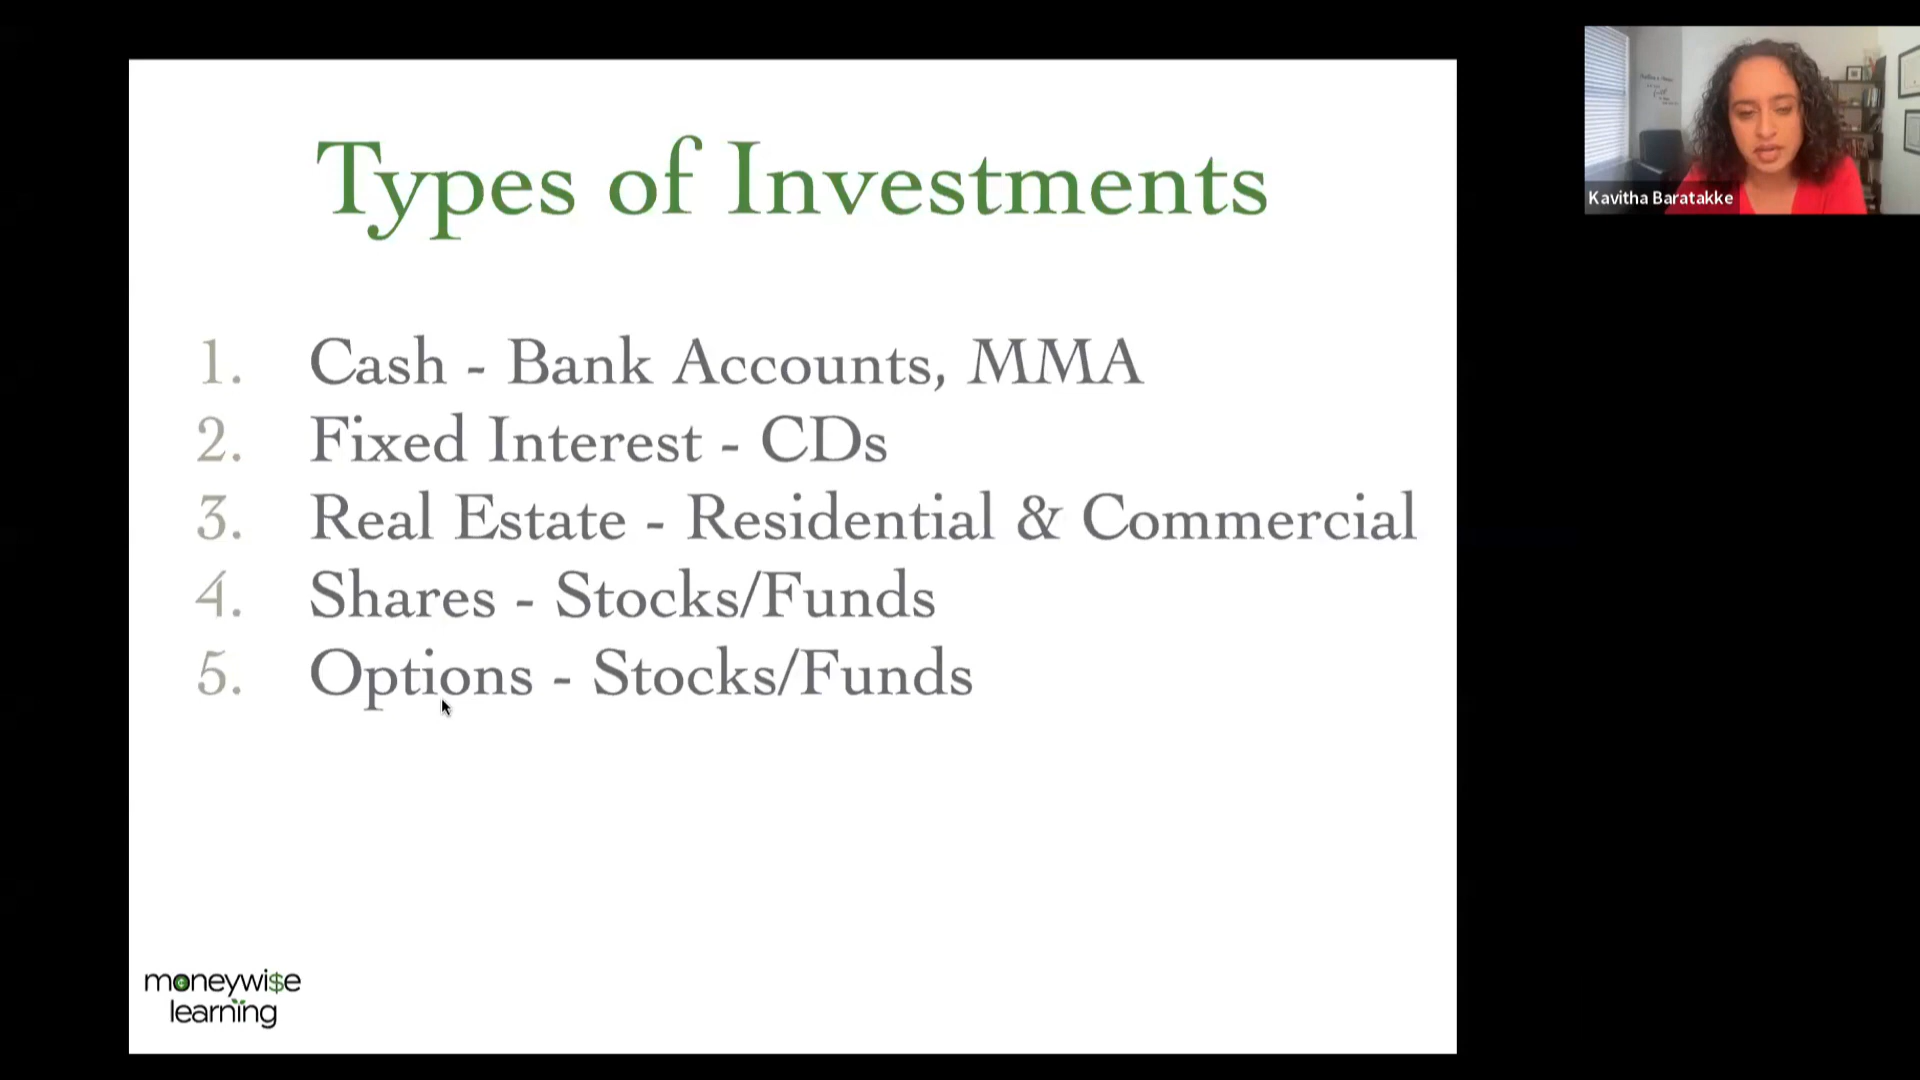 Types of Investments
1. Cash - Bank Accounts, MMA
2. Fixed Interest - CDs
3. Real Estate - Residential & Commercial
4. Shares - Stocks/Funds
5. Options - Stocks/Funds
moneywi$e
learning
Kavitha Baratakke